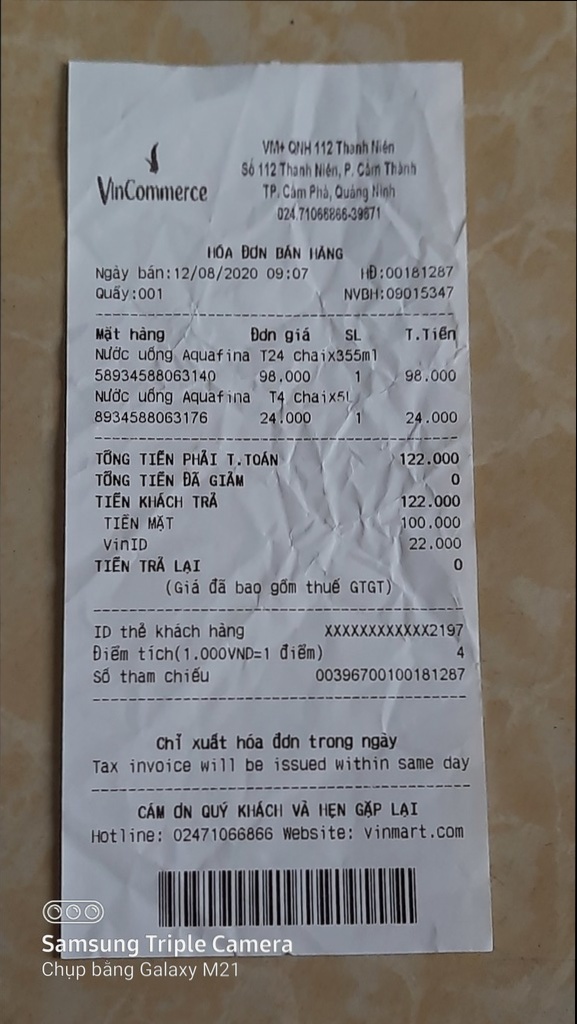 VinCommerce
VM+ QNH 112 Thanh Niên
Số 112 Thanh Niên, P. Cẩm Thành
TP. Cẩm Phả, Quảng Ninh
024.71066866-39671
HÓA ĐƠN BÁN HÀNG
Ngày bán:12/08/2020 09:07 HĐ:00181287
Quầy:001 NVBH:09015347
Mặt hàng Đơn giá SL T.Tiền
Nước uống Aquafina T24 chaix355ml
58934588063140 98.000 1 98.000
Nước uống Aquafina T4 chaix5L
8934588063176 24.000 1 24.000
TỔNG TIỀN PHẢI T.TOÁN 122.000
TỔNG TIỀN ĐÃ GIẢM 0
TIỀN KHÁCH TRẢ 122.000
TIỀN MẶT 100.000
VinID 22.000
TIỀN TRẢ LẠI 0
(Giá đã bao gồm thuế GTGT)
ID thẻ khách hàng XXXXXXXXXXXX2197
Điểm tích(1.000VND=1 điểm) 4
Số tham chiếu 00396700100181287
Chỉ xuất hóa đơn trong ngày
Tax invoice will be issued within same day
CẢM ƠN QUÝ KHÁCH VÀ HẸN GẶP LẠI
Hotline: 02471066866 Website: vinmart.com
Samsung Triple Camera
Chụp bằng Galaxy M21